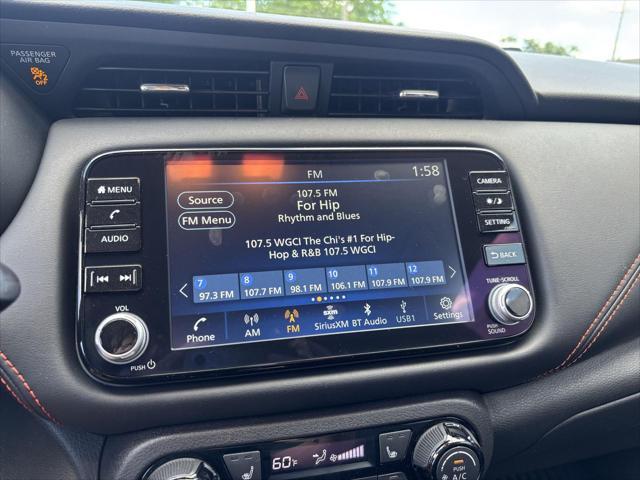 PASSENGER
AIR BAG
OFF
MENU
AUDIO
VOL
PUSH
FM
1:58
Source
FM Menu
107.5 FM
For Hip
Rhythm and Blues
107.5 WGCI The Chi's #1 For Hip-
Hop & R&B 107.5 WGCI
7 8 9 10 11 12
97.3 FM 107.7 FM 98.1 FM 106.1 FM 107.9 FM 107.9 FM
Phone AM FM sxm SiriusXM BT Audio USB1 Settings
CAMERA
SETTING
BACK
TUNE·SCROLL
PUSH
SOUND
60°F
PUSH
A/C